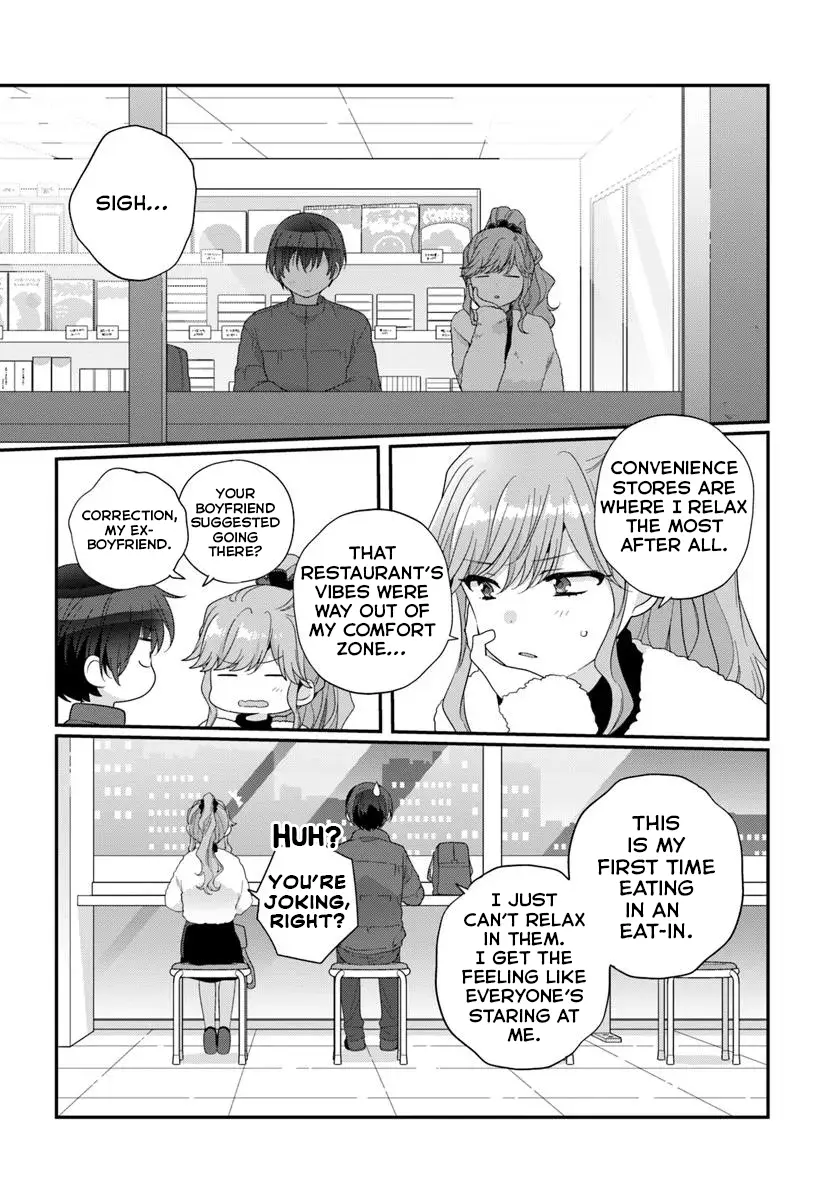 SIGH...
CONVENIENCE
STORES ARE
WHERE I RELAX
THE MOST
AFTER ALL.
THAT
RESTAURANT'S
VIBES WERE
WAY OUT OF
MY COMFORT
ZONE...
YOUR
BOYFRIEND
SUGGESTED
GOING
THERE?
CORRECTION,
MY EX-
BOYFRIEND.
THIS
IS MY
FIRST TIME
EATING
IN AN
EAT-IN.
I JUST
CAN'T RELAX
IN THEM.
I GET THE
FEELING LIKE
EVERYONE'S
STARING AT
ME.
HUH?
YOU'RE
JOKING,
RIGHT?